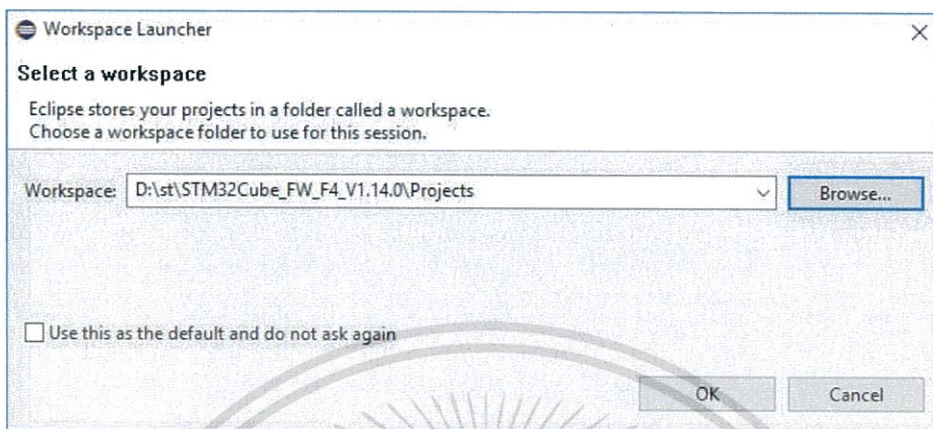 Workspace Launcher
Select a workspace
Eclipse stores your projects in a folder called a workspace.
Choose a workspace folder to use for this session.
Workspace: D:\st\STM32Cube_FW_F4_V1.14.0\Projects Browse...
Use this as the default and do not ask again
OK Cancel